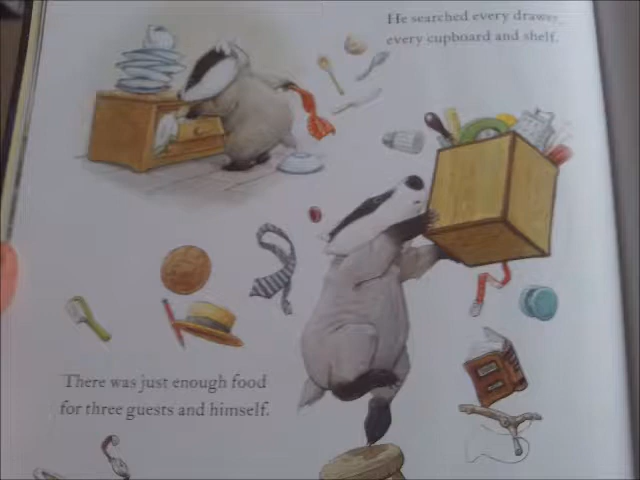 He searched every drawer,
every cupboard and shelf.
There was just enough food
for three guests and himself.